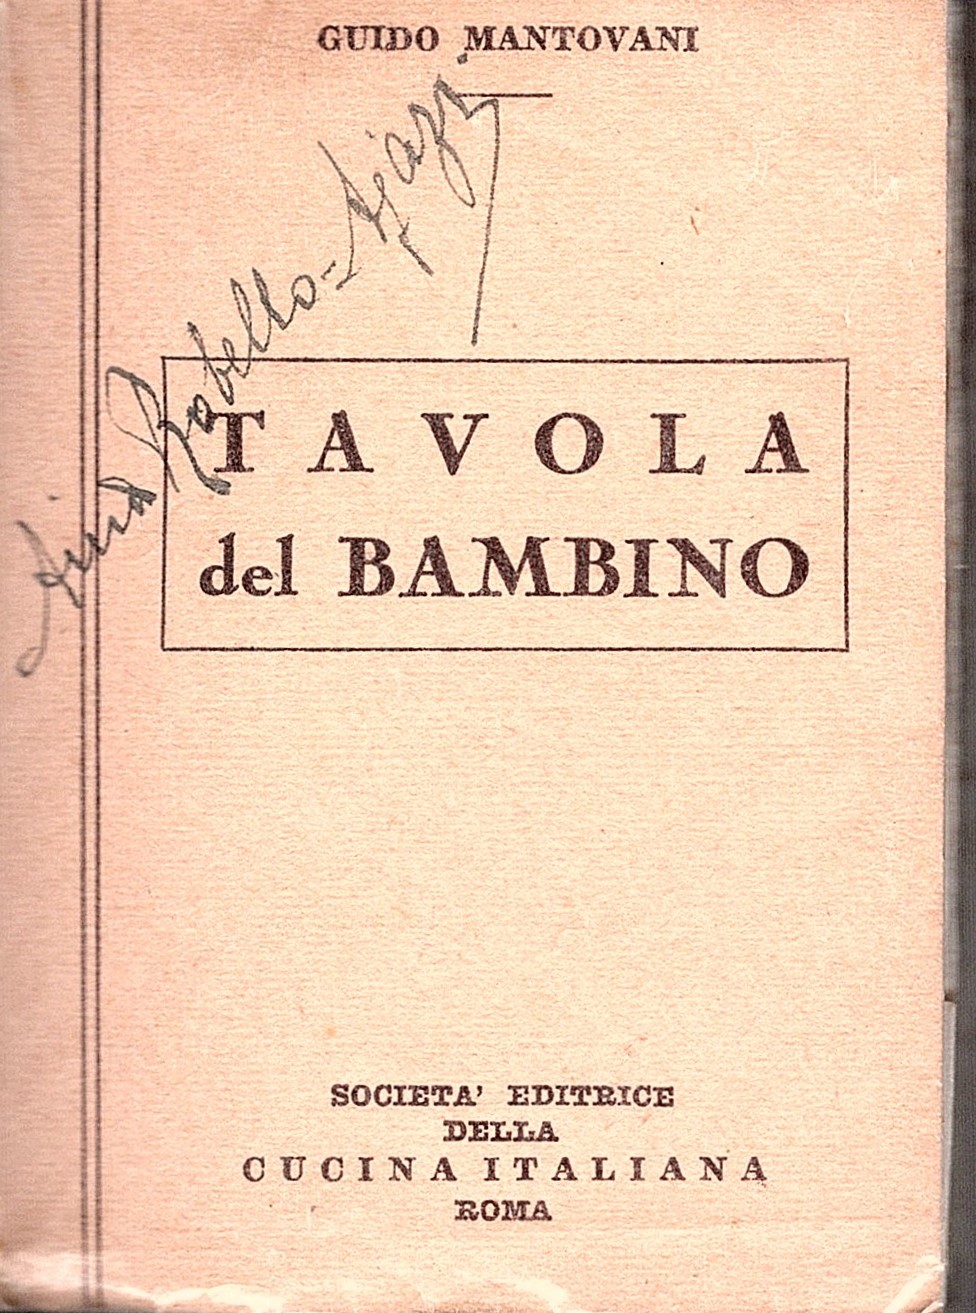 GUIDO MANTOVANI
TAVOLA
del BAMBINO
SOCIETA' EDITRICE
DELLA
CUCINA ITALIANA
ROMA